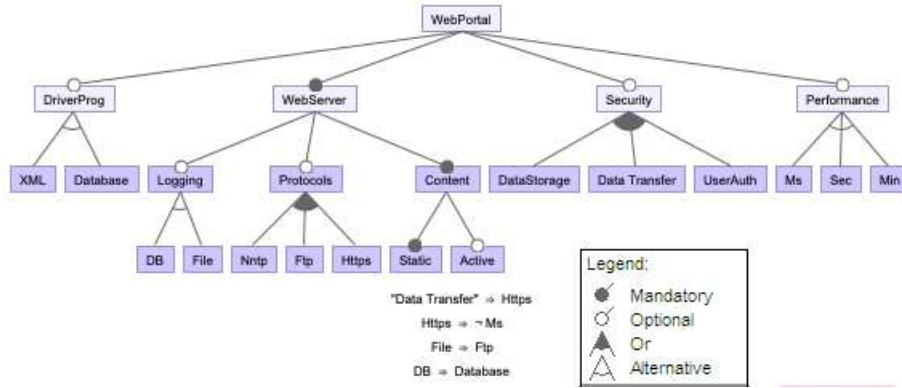 WebPortal
DriverProg WebServer Security Performance
XML Database Logging Protocols Content DataStorage Data Transfer UserAuth Ms Sec Min
DB File Nntp Ftp Https Static Active
"Data Transfer" ⇒ Https
Https ⇒ ¬ Ms
File ⇒ Ftp
DB ⇒ Database
Legend:
Mandatory
Optional
Or
Alternative